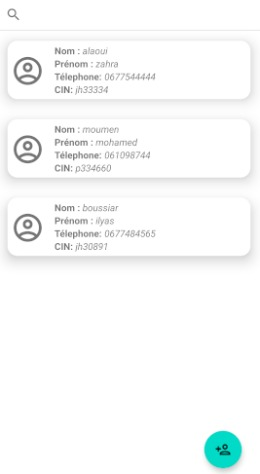 Nom : alaoui
Prénom : zahra
Télephone: 0677544444
CIN: jh33334
Nom : moumen
Prénom : mohamed
Télephone: 061098744
CIN: p334660
Nom : boussiar
Prénom : ilyas
Télephone: 0677484565
CIN: jh30891